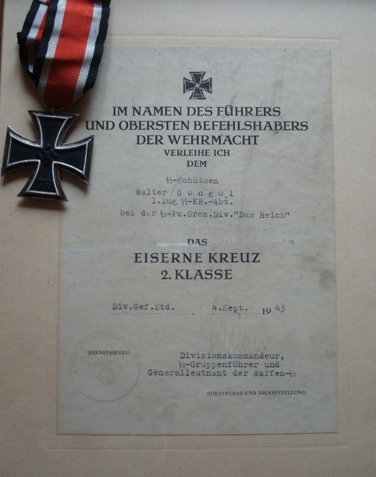 IM NAMEN DES FÜHRERS
UND OBERSTEN BEFEHLSHABERS
DER WEHRMACHT
VERLEIHE ICH
DEM
ᛋᛋ-Schützen
Walter G o n g o l
I.Zug ᛋᛋ-KB.-Abt.
bei der ᛋᛋ-Pz.Gren.Div."Das Reich"
DAS
EISERNE KREUZ
2. KLASSE
Div.Gef.Std. 4.Sept. 1943
(DIENSTSIEGEL)
Divisionskommandeur,
ᛋᛋ-Gruppenführer und
Generalleutnant der Waffen-ᛋᛋ
(DIENSTGRAD UND DIENSTSTELLUNG)